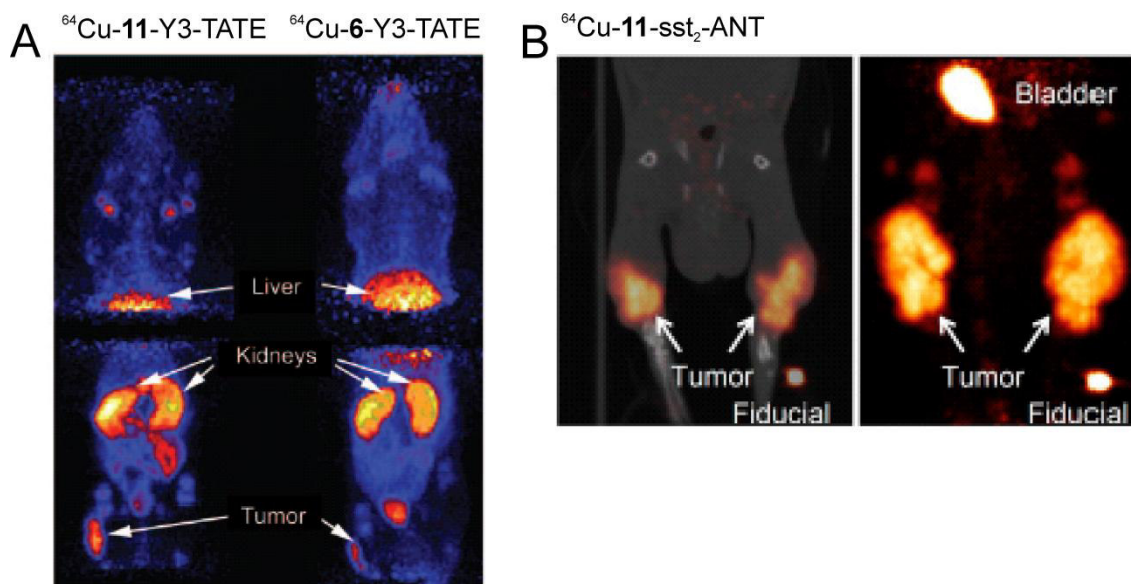 A
⁶⁴Cu-11-Y3-TATE
⁶⁴Cu-6-Y3-TATE
Liver
Kidneys
Tumor
B
⁶⁴Cu-11-sst₂-ANT
Tumor
Fiducial
Bladder
Tumor
Fiducial